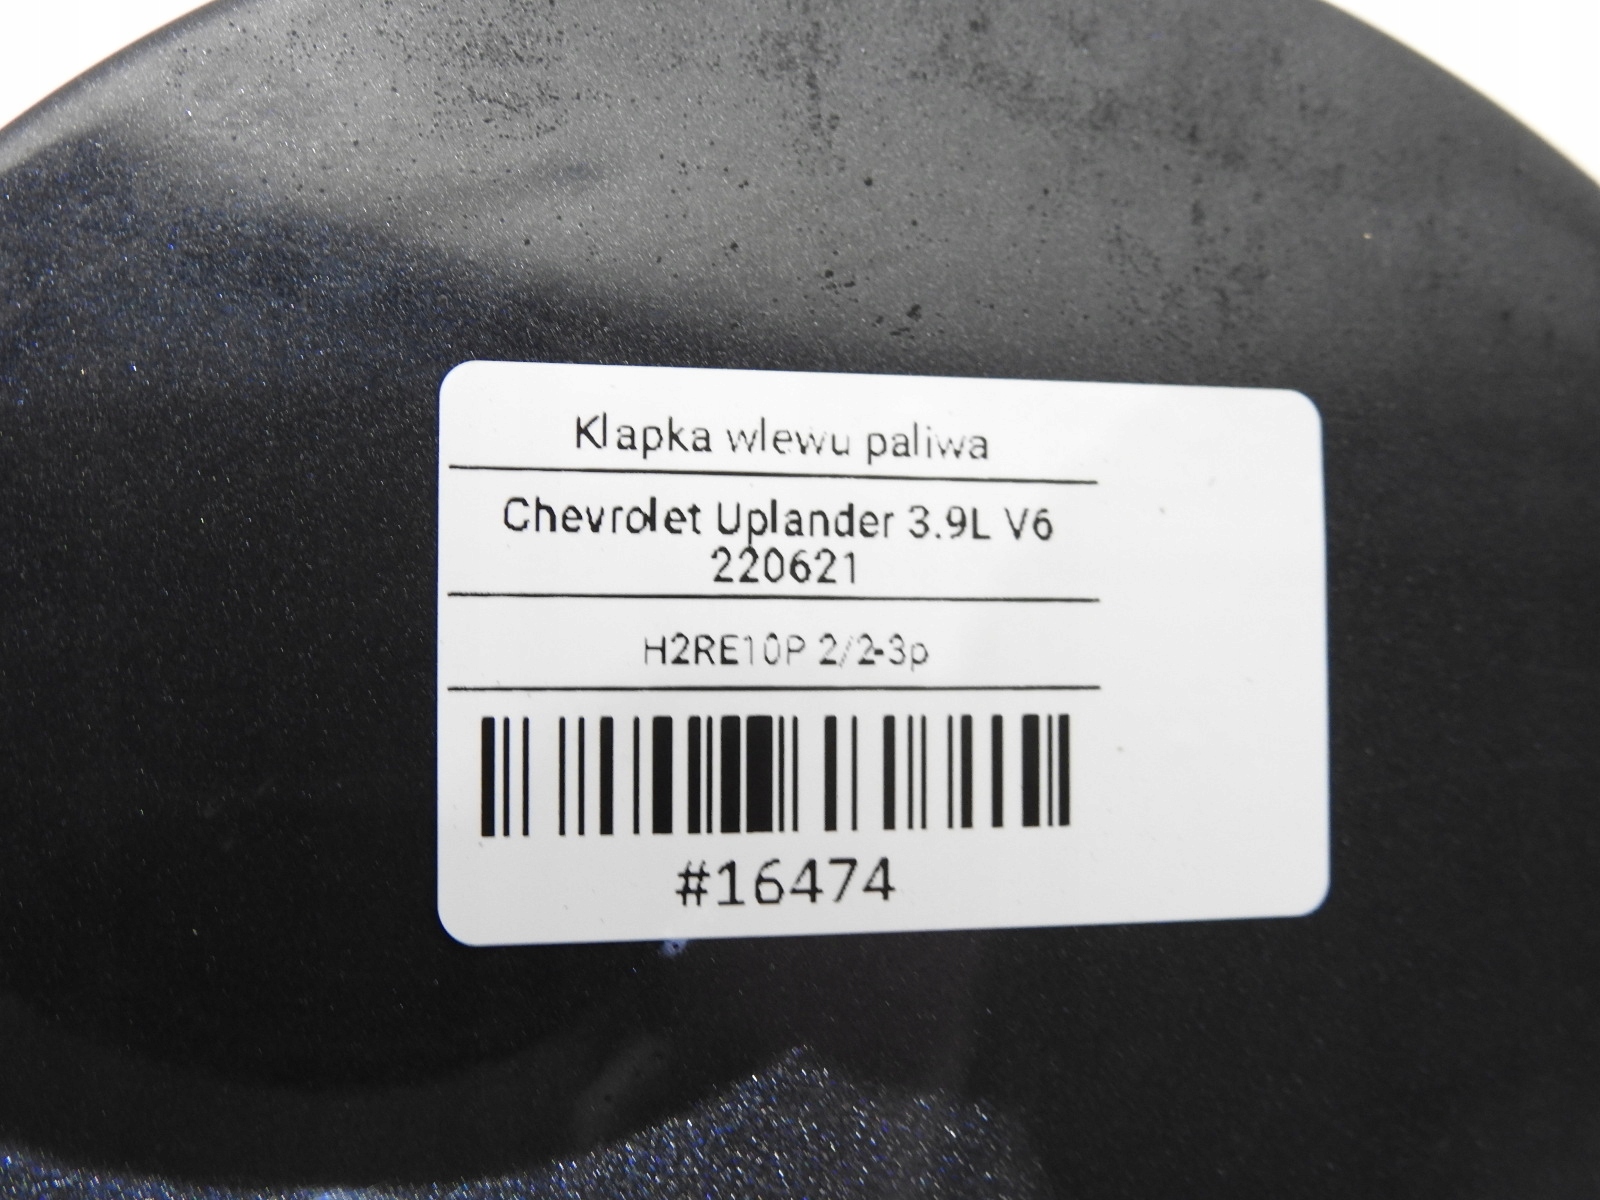 Klapka wlewu paliwa
Chevrolet Uplander 3.9L V6
220621
H2RE10P 2/2-3p
#16474